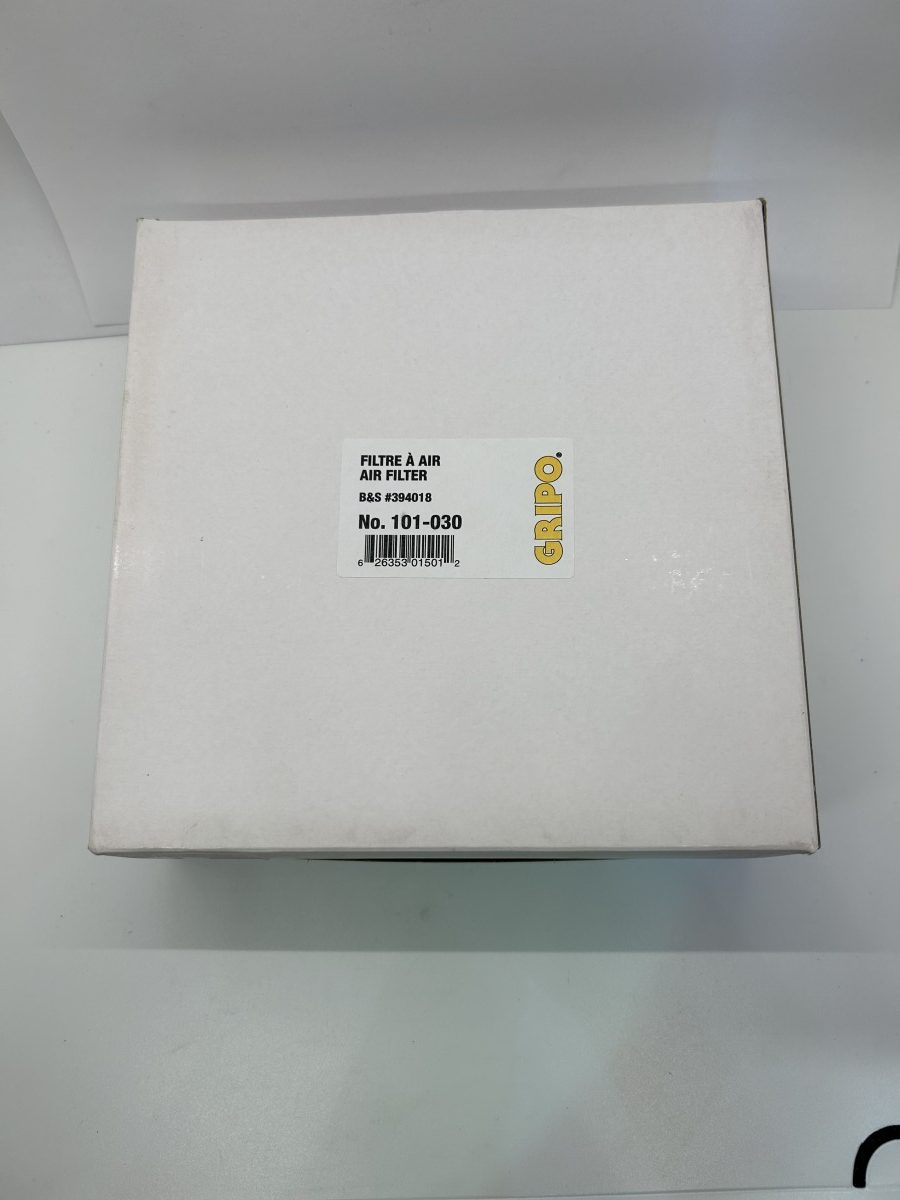 FILTRE À AIR
AIR FILTER
B&S #394018
No. 101-030
6 26353 01501 2
GRIPO®